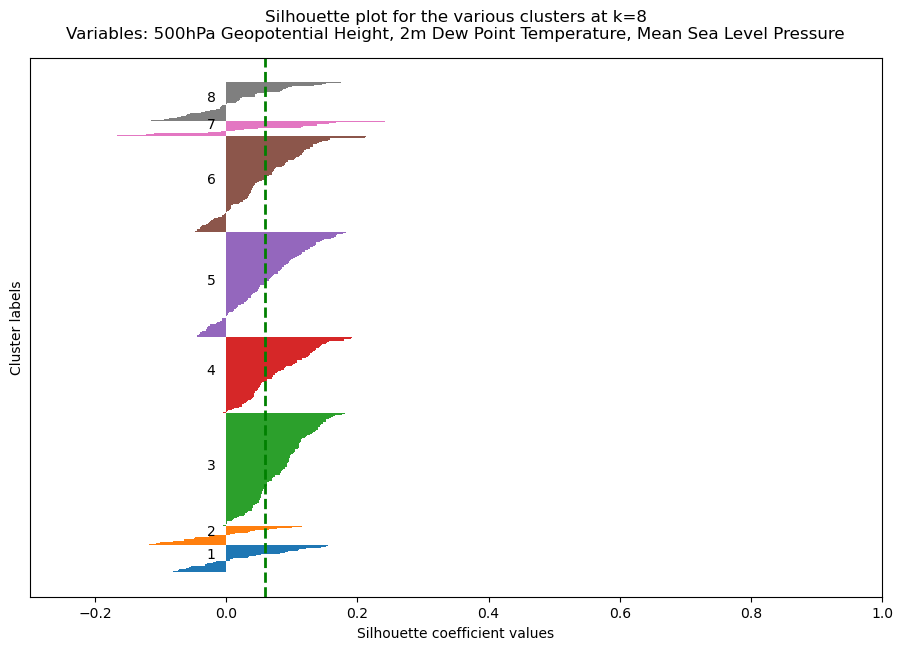 Silhouette plot for the various clusters at k=8
Variables: 500hPa Geopotential Height, 2m Dew Point Temperature, Mean Sea Level Pressure
8
7
6
5
4
3
2
1
Cluster labels
−0.2 0.0 0.2 0.4 0.6 0.8 1.0
Silhouette coefficient values